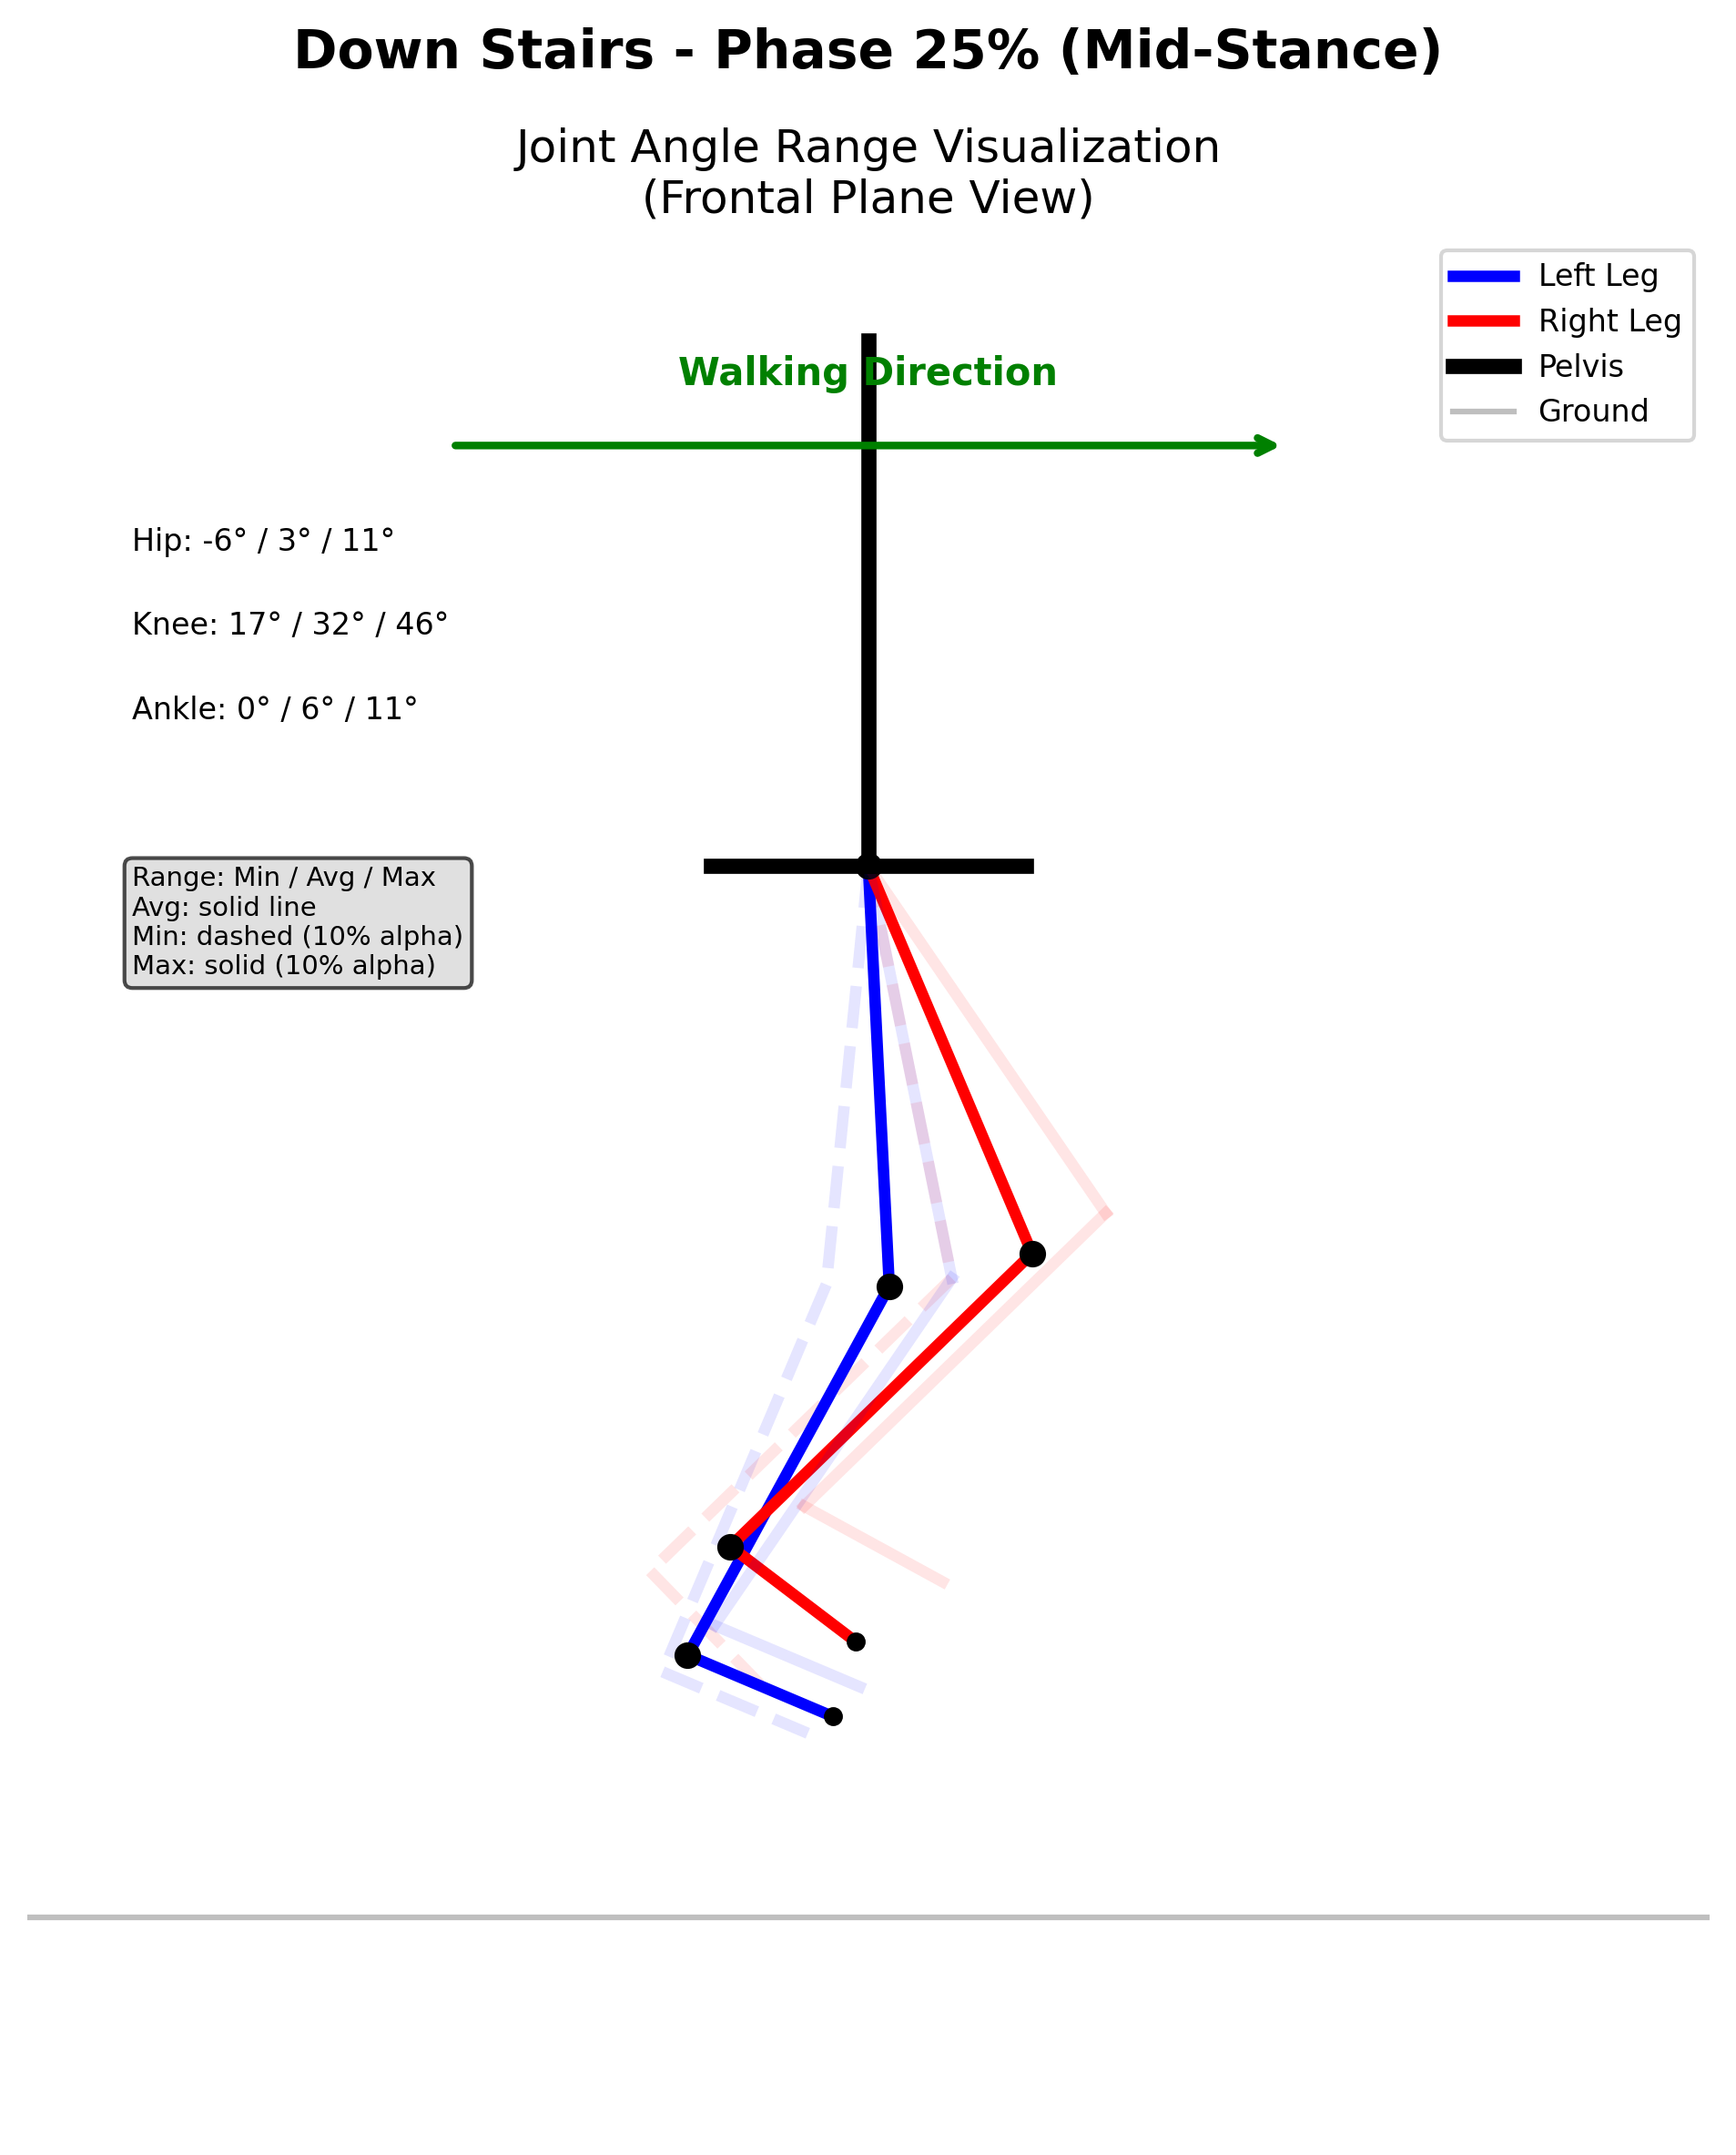 Down Stairs - Phase 25% (Mid-Stance)
Joint Angle Range Visualization
(Frontal Plane View)
Left Leg
Right Leg
Pelvis
Ground
Walking Direction
Hip: -6° / 3° / 11°
Knee: 17° / 32° / 46°
Ankle: 0° / 6° / 11°
Range: Min / Avg / Max
Avg: solid line
Min: dashed (10% alpha)
Max: solid (10% alpha)